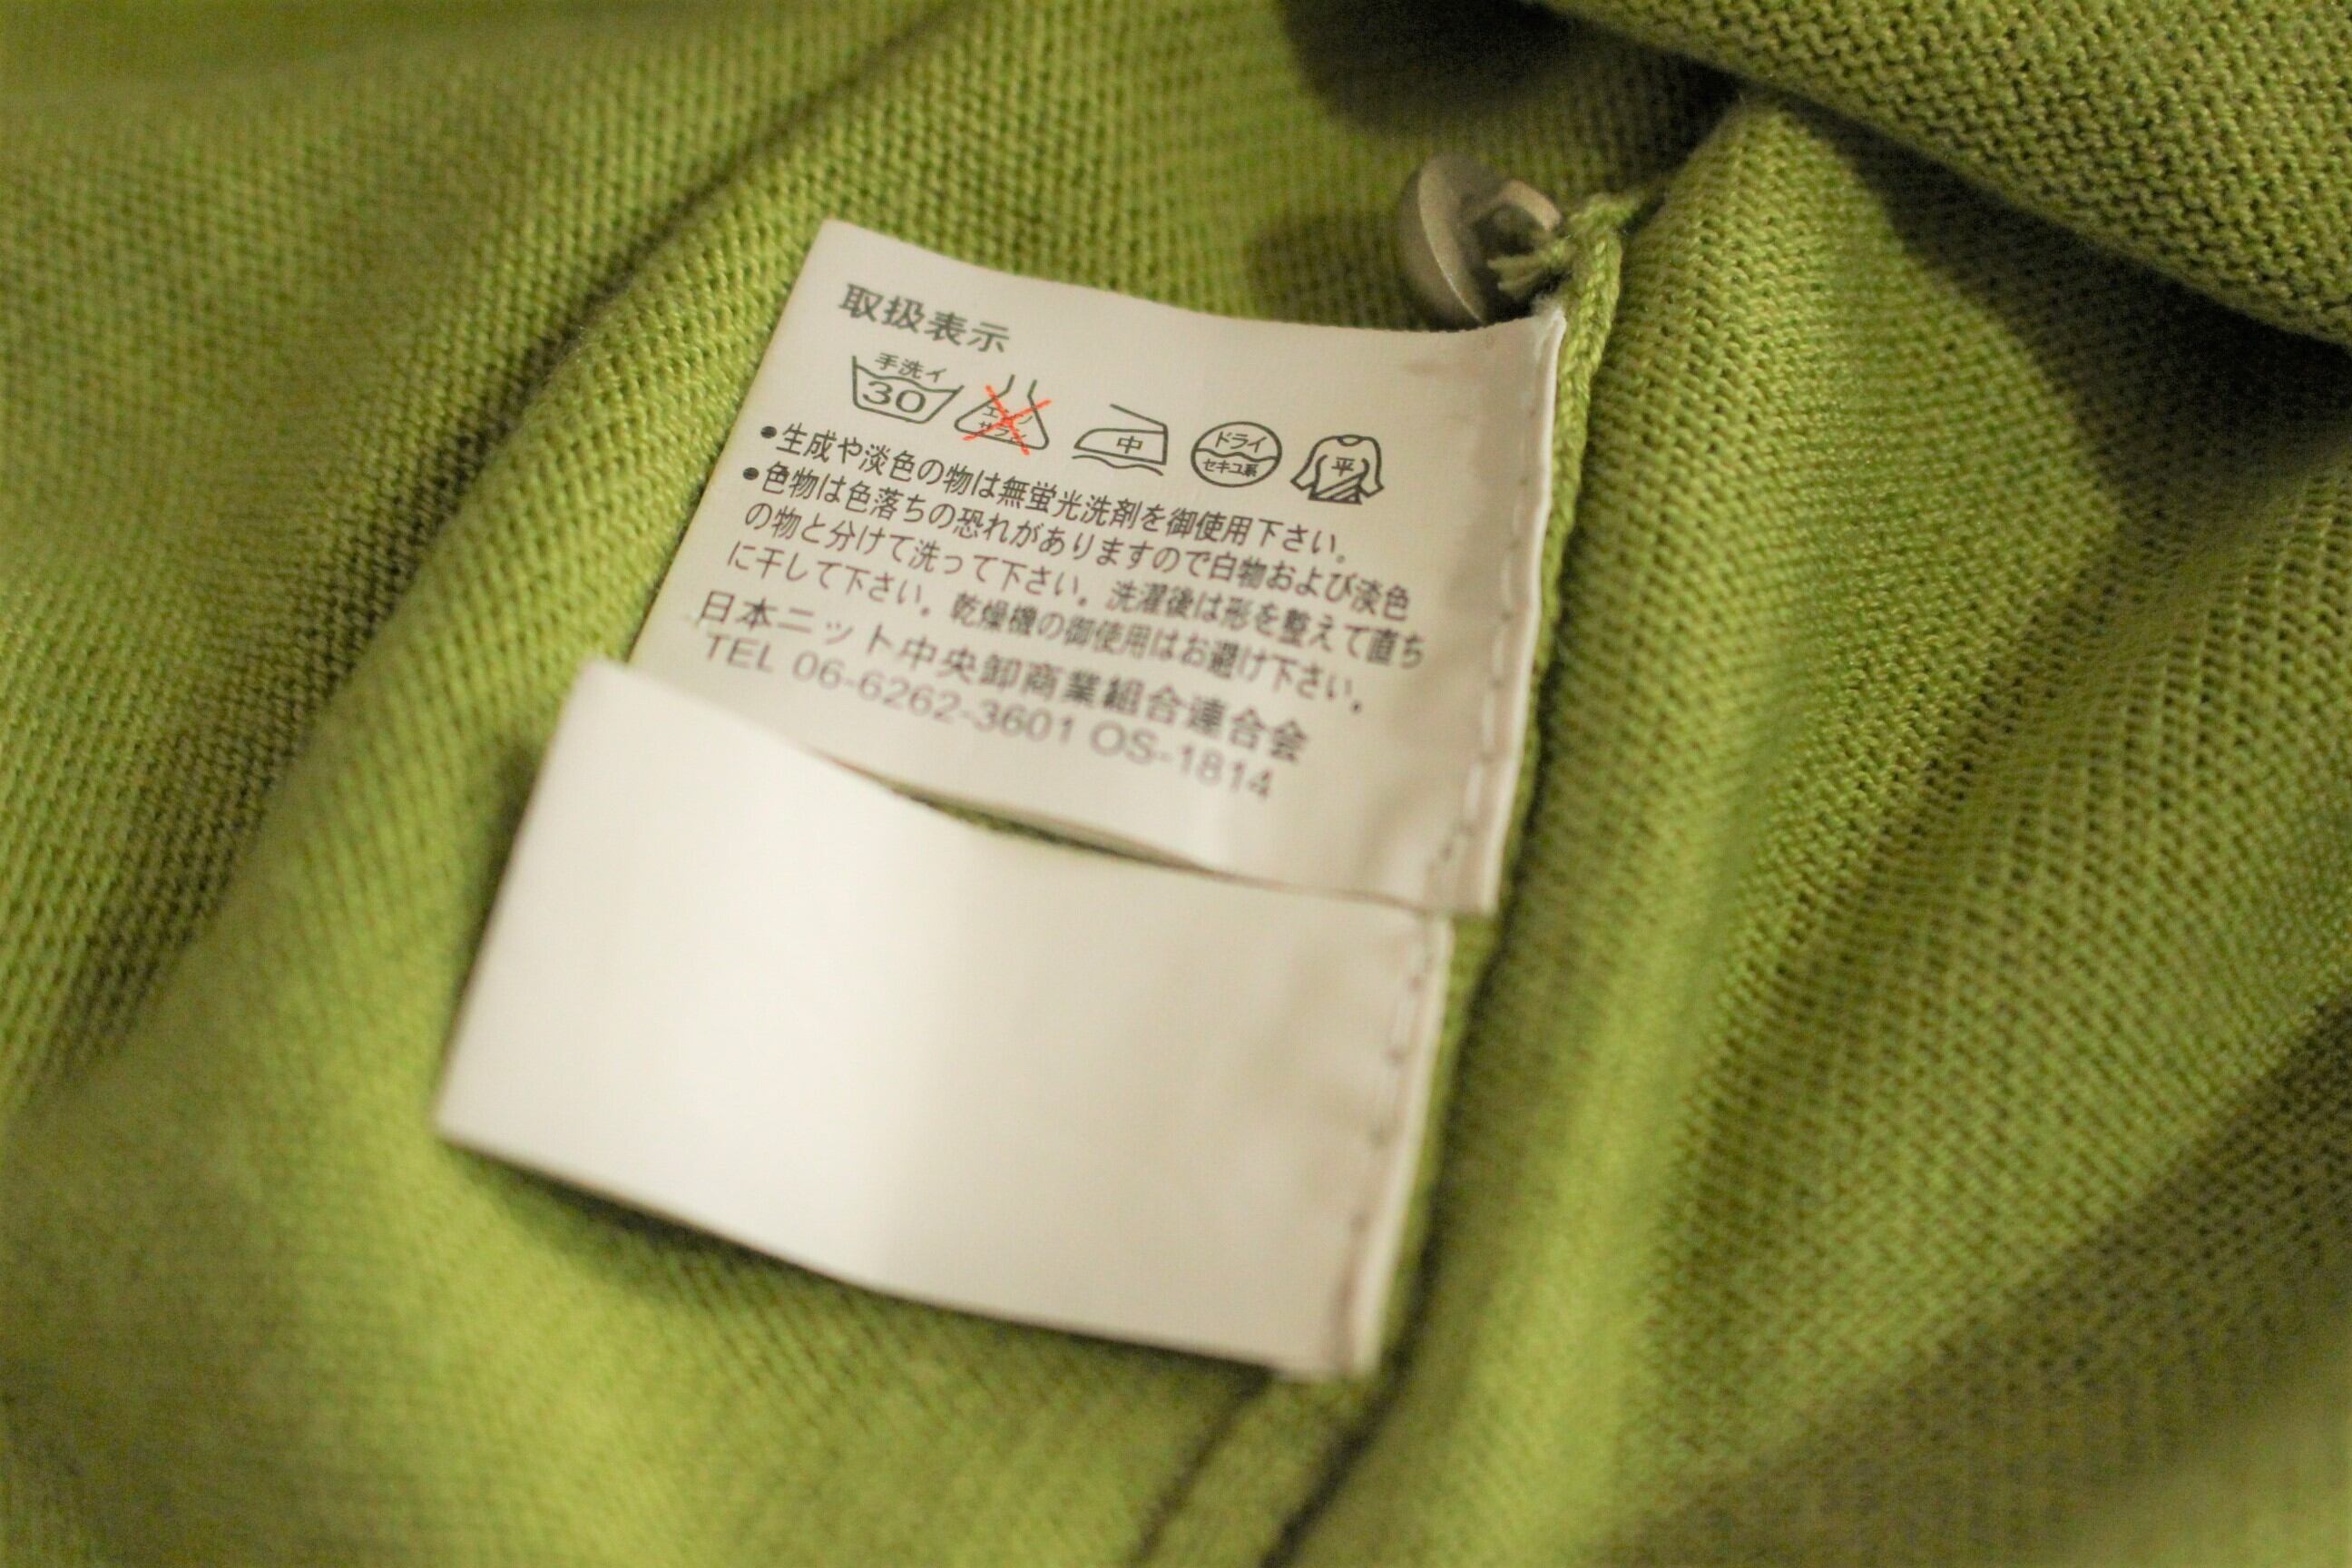 取扱表示
手洗イ
30
エンソ
サラシ
中
ドライ
セキユ系
平
●生成や淡色の物は無蛍光洗剤を御使用下さい。
●色物は色落ちの恐れがありますので白物および淡色
の物と分けて洗って下さい。洗濯後は形を整えて直ち
に干して下さい。乾燥機の御使用はお避け下さい。
日本ニット中央卸商業組合連合会
TEL 06-6262-3601 OS-1814